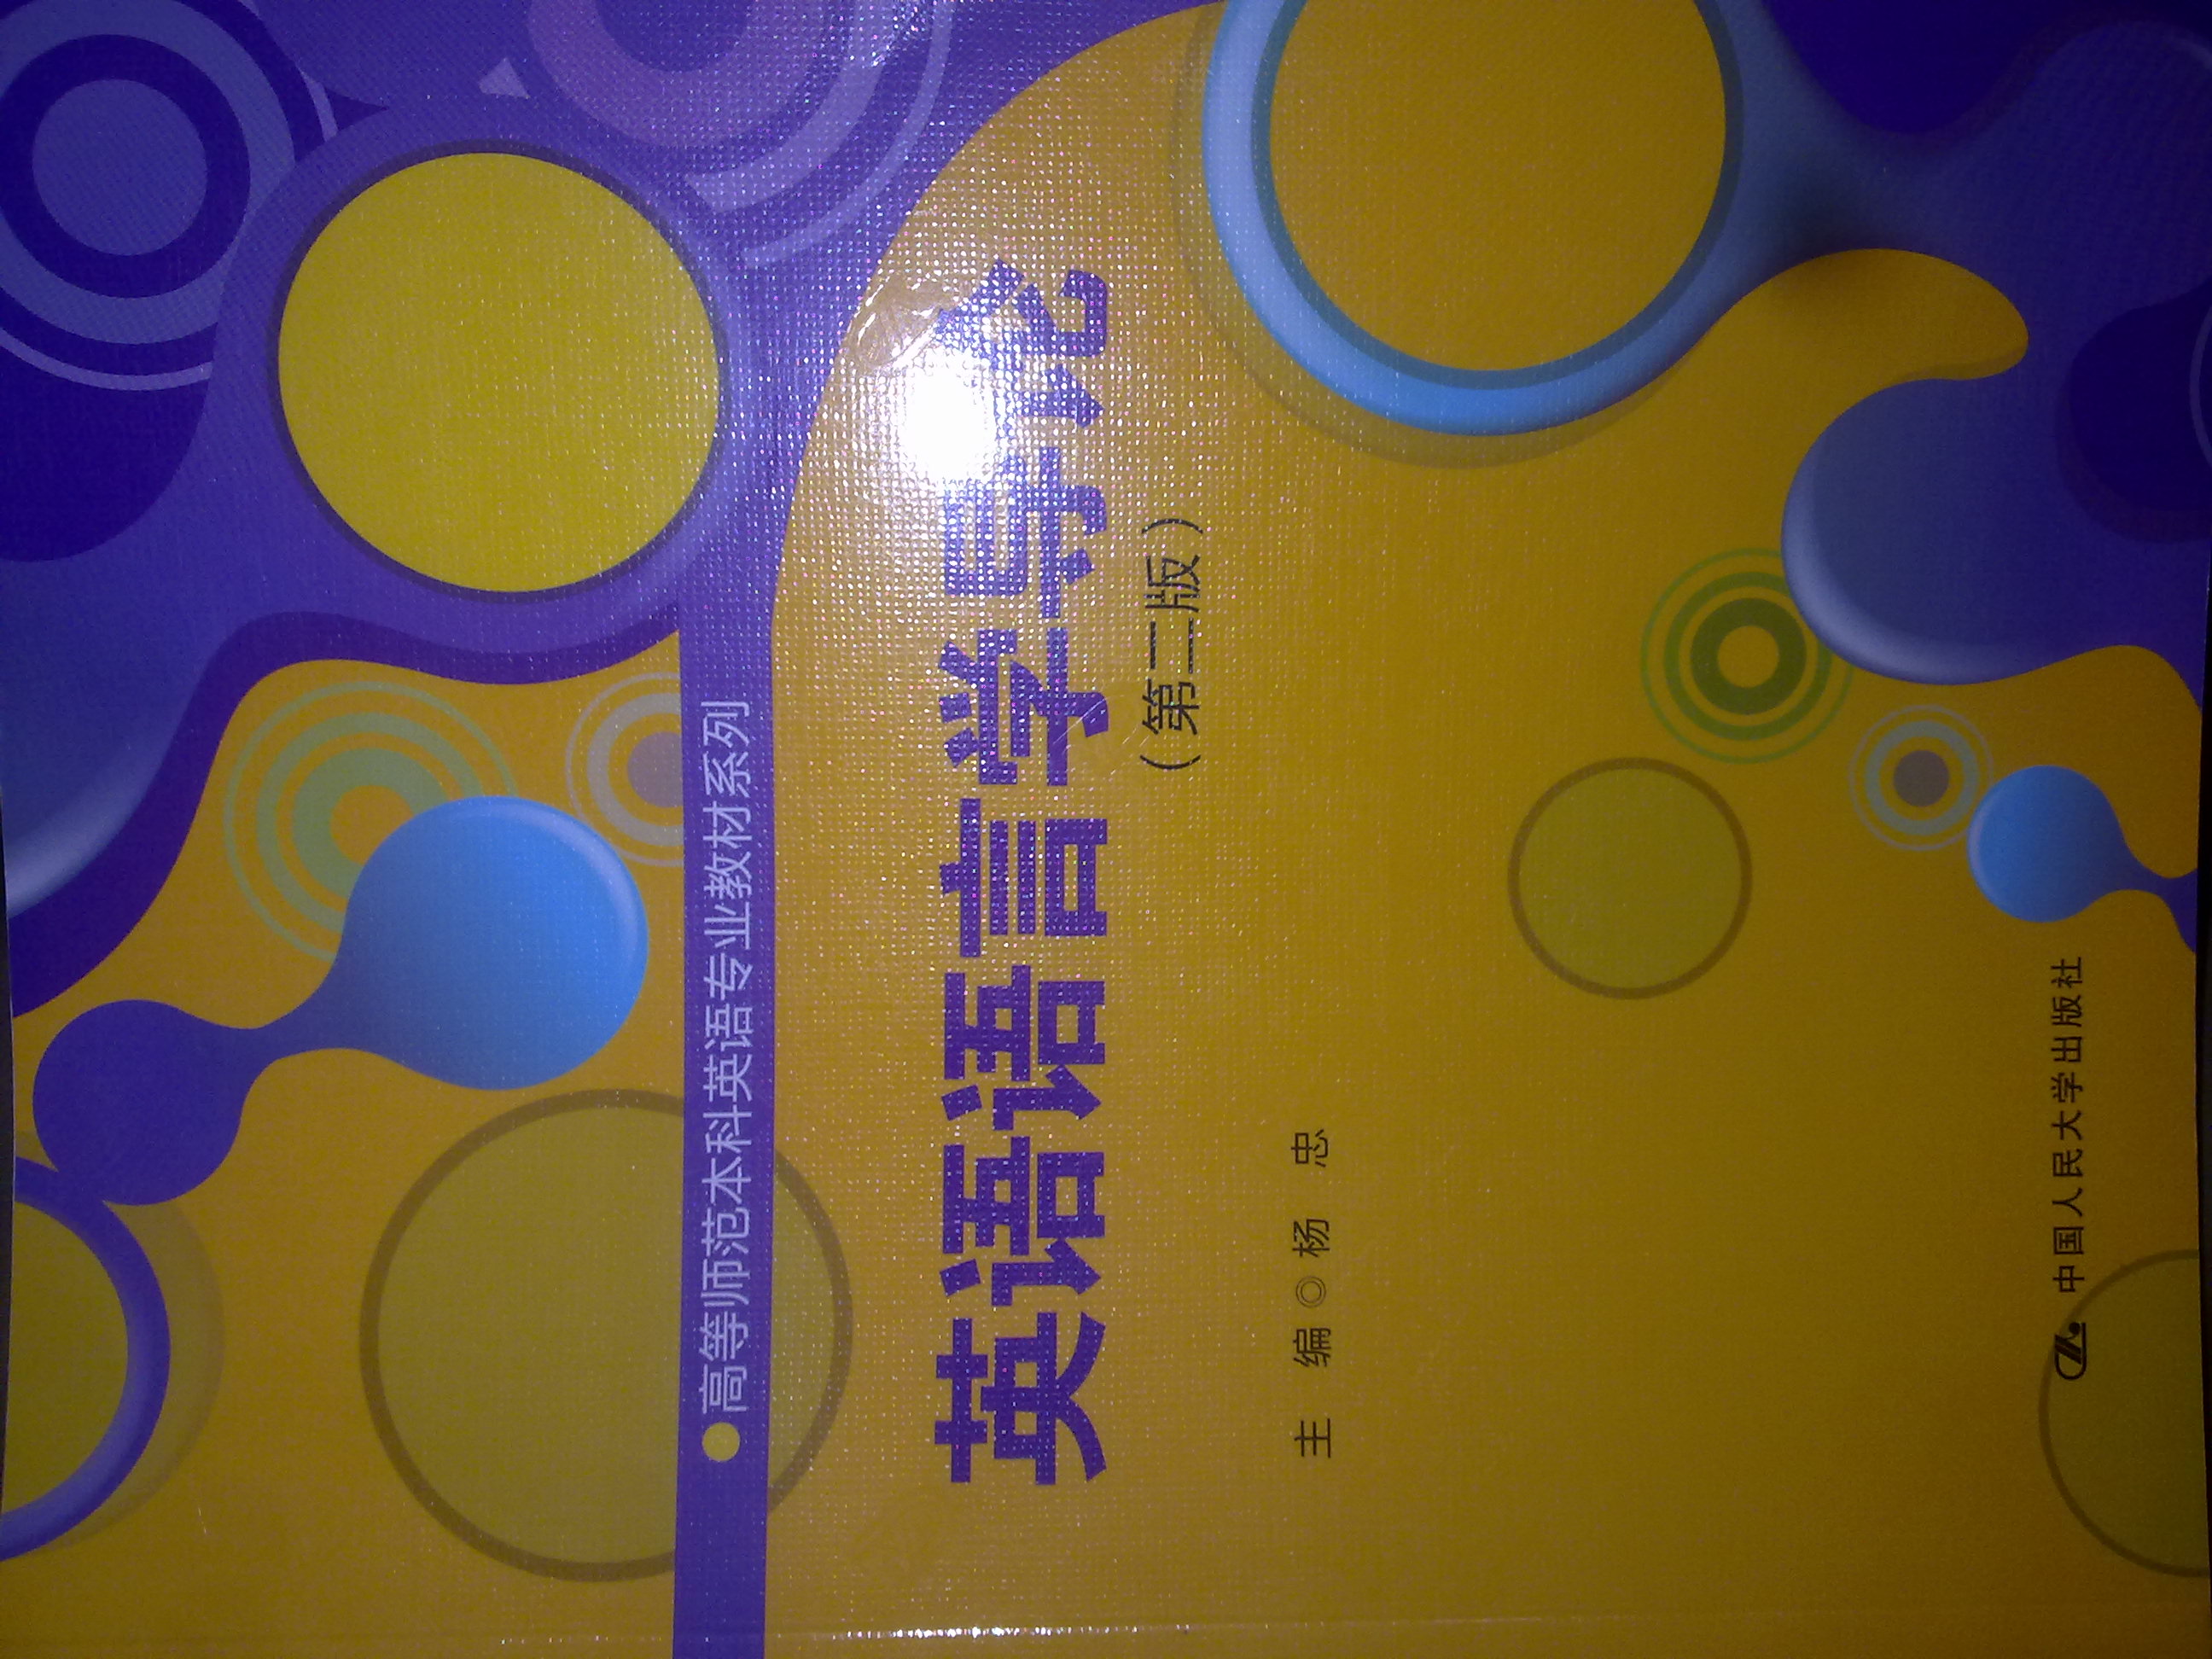 高等师范本科英语专业教材系列
英语语言学导论
（第二版）
主 编◎杨 忠
中国人民大学出版社